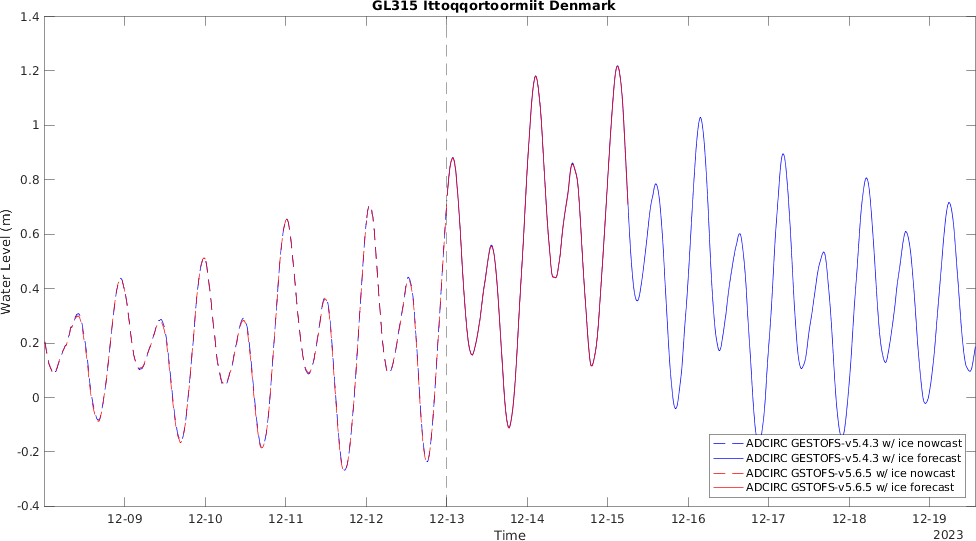 GL315 Ittoqqortoormiit Denmark
1.4
1.2
1
0.8
0.6
0.4
0.2
0
-0.2
-0.4
Water Level (m)
ADCIRC GESTOFS-v5.4.3 w/ ice nowcast
ADCIRC GESTOFS-v5.4.3 w/ ice forecast
ADCIRC GSTOFS-v5.6.5 w/ ice nowcast
ADCIRC GSTOFS-v5.6.5 w/ ice forecast
12-09 12-10 12-11 12-12 12-13 12-14 12-15 12-16 12-17 12-18 12-19
Time
2023